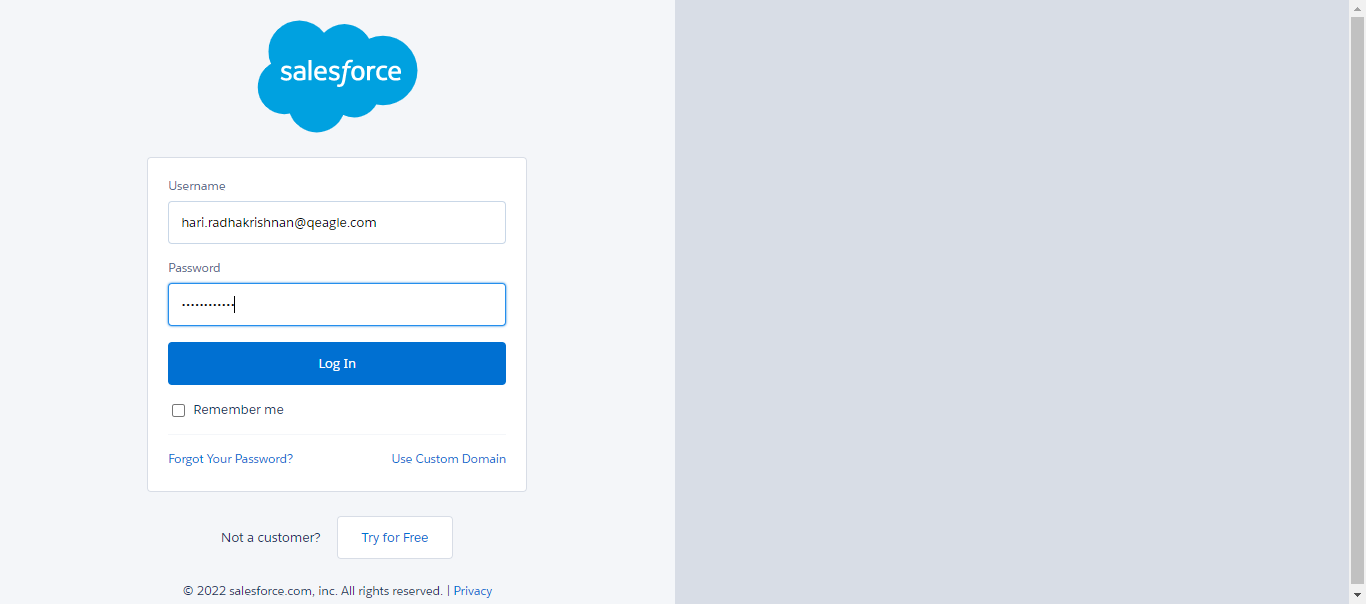 salesforce
Username
hari.radhakrishnan@qeagle.com
Password
••••••••••••
Log In
Remember me
Forgot Your Password? Use Custom Domain
Not a customer? Try for Free
© 2022 salesforce.com, inc. All rights reserved. | Privacy